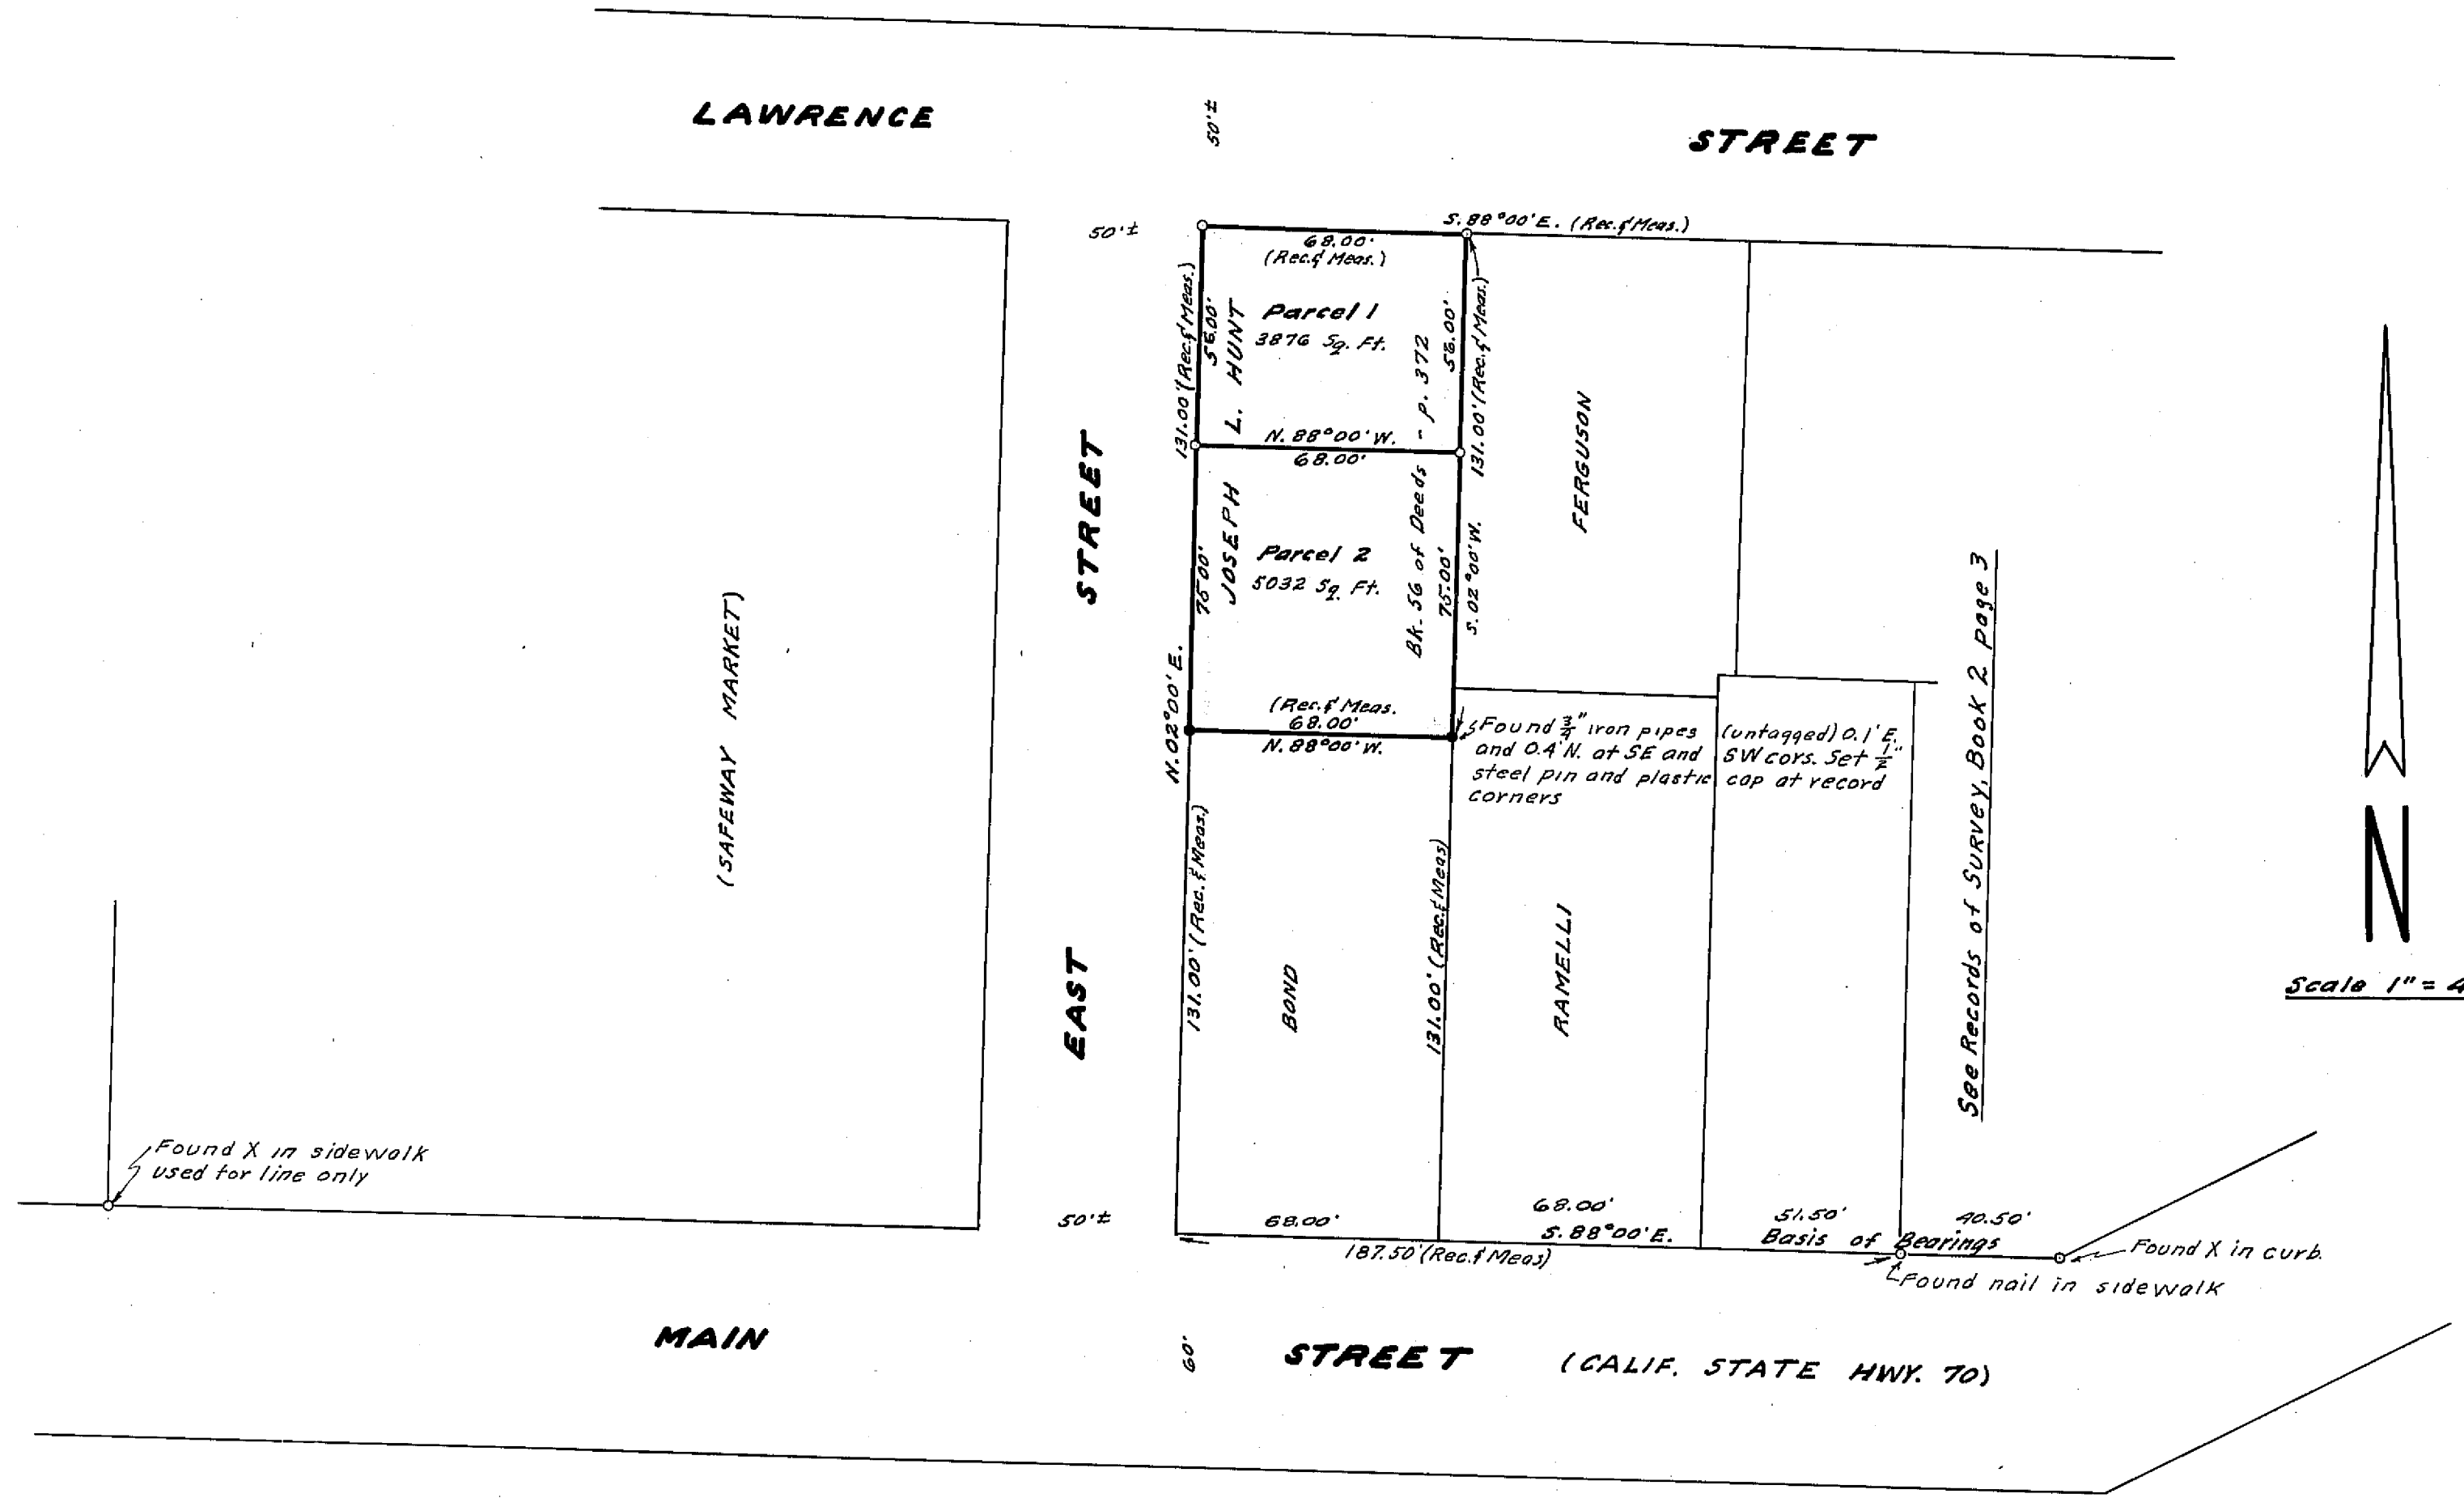 LAWRENCE STREET
50'±
50'±
S. 88°00'E. (Rec. & Meas.)
68.00'
(Rec. & Meas.)
131.00'(Rec. & Meas.)
56.00'
JOSEPH L. HUNT
Parcel 1
3876 Sq. Ft.
Bk. 56 of Deeds - P. 372
56.00'
131.00'(Rec. & Meas.)
N. 88°00'W.
68.00'
FERGUSON
EAST STREET
(SAFEWAY MARKET)
75.00'
Parcel 2
5032 Sq. Ft.
75.00'
S. 02°00'W.
N. 02°00'E.
(Rec. & Meas.
68.00'
N. 88°00'W.
Found 3/4" iron pipes (untagged) 0.1'E.
and 0.4'N. at SE and SW cors. Set 1/2"
steel pin and plastic cap at record
corners
See Records of Survey, Book 2 page 3
N
Scale 1" = 4
131.00'(Rec. & Meas.)
BOND
131.00'(Rec. & Meas)
RAMELLI
Found X in sidewalk
used for line only
50'±
68.00'
68.00'
S. 88°00'E.
51.50'
40.50'
Basis of Bearings
187.50'(Rec. & Meas)
Found X in curb.
Found nail in sidewalk
MAIN STREET (CALIF. STATE HWY. 70)
60'